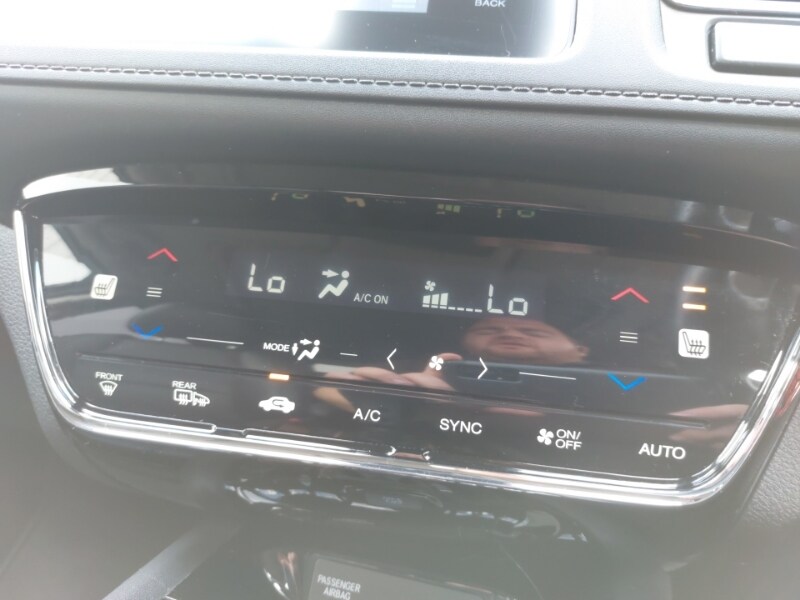 BACK
Lo
A/C ON
Lo
MODE
FRONT
REAR
A/C
SYNC
ON/
OFF
AUTO
PASSENGER
AIRBAG